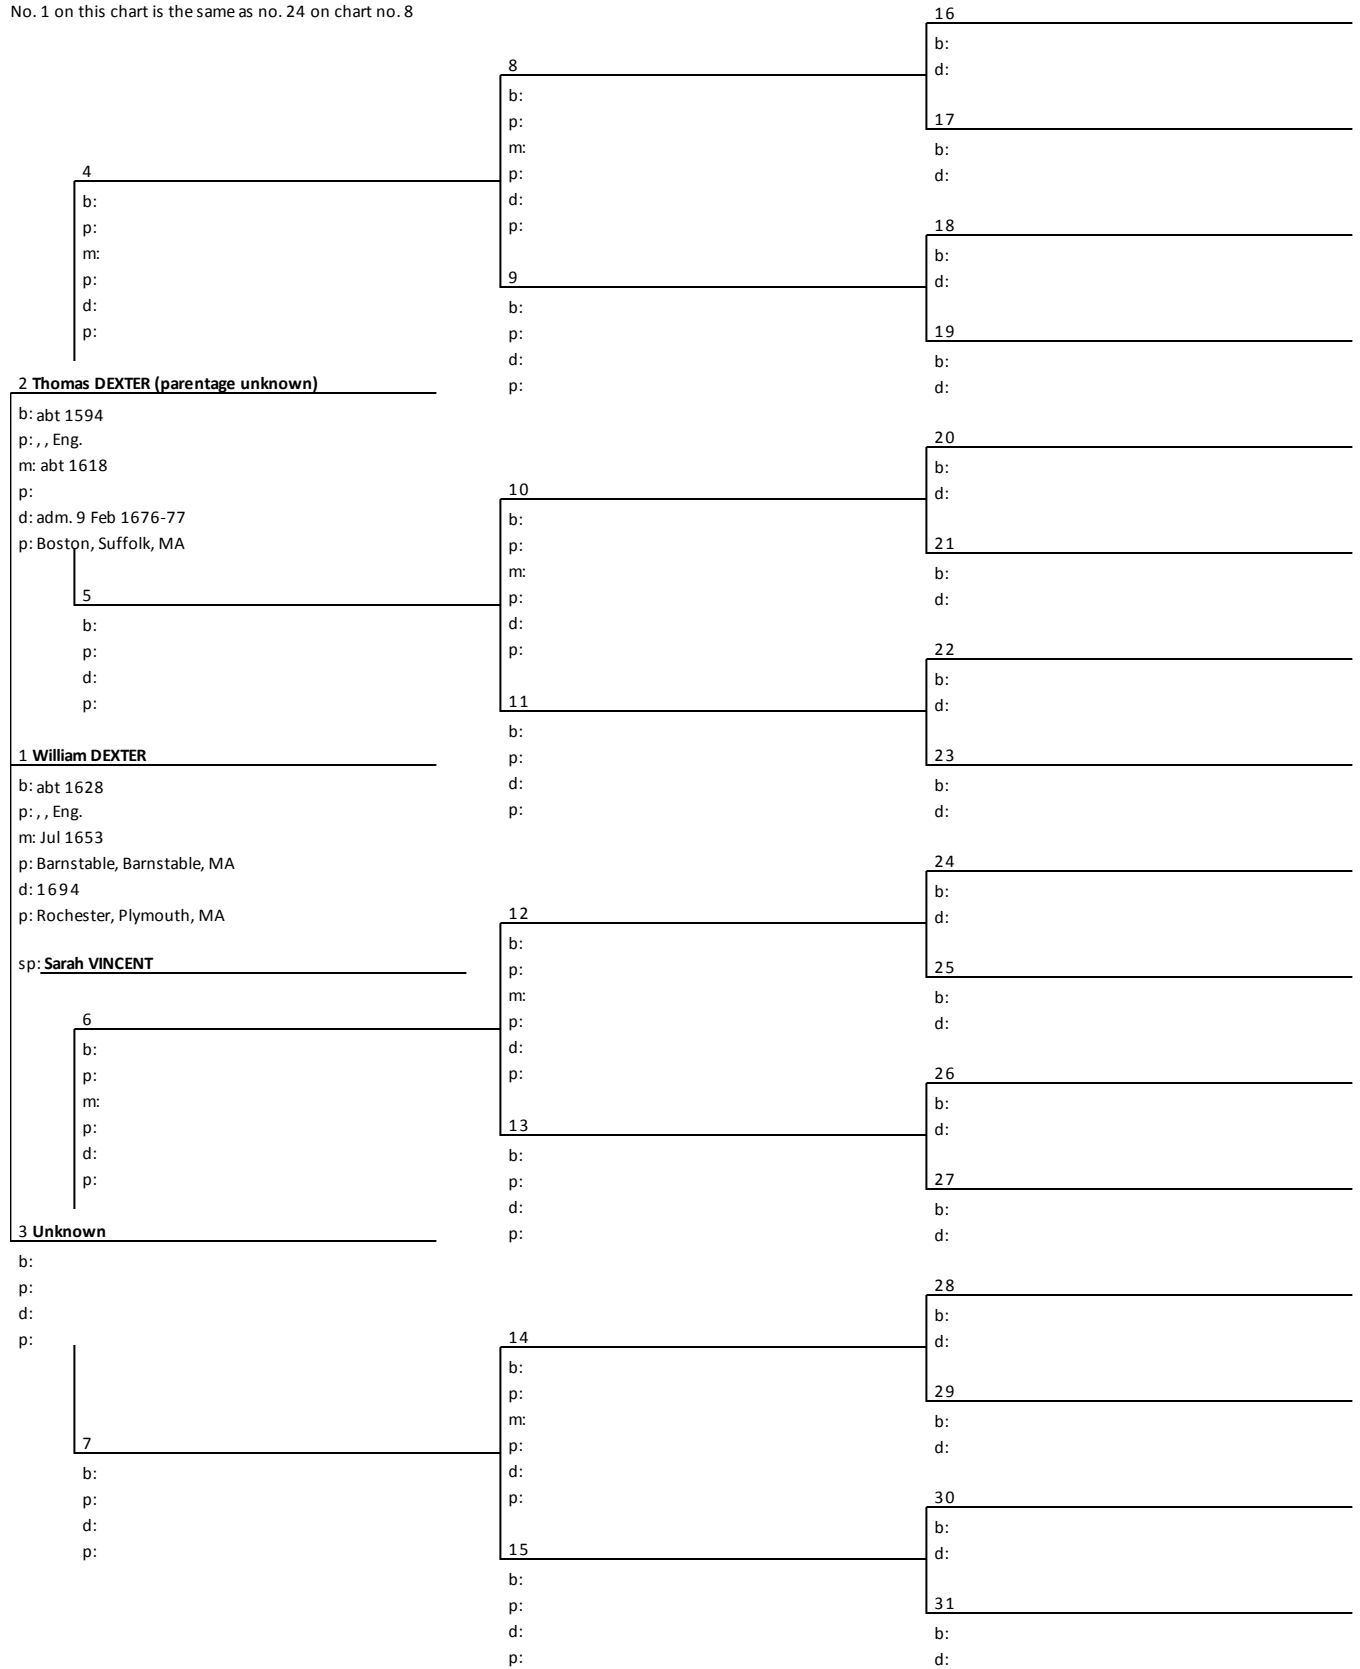 No. 1 on this chart is the same as no. 24 on chart no. 8
16
b:
d:
8
b:
p:
m:
p:
d:
p:
17
b:
d:
4
b:
p:
m:
p:
d:
p:
18
b:
d:
9
b:
p:
d:
p:
19
b:
d:
2 Thomas DEXTER (parentage unknown)
b: abt 1594
p: , , Eng.
m: abt 1618
p:
d: adm. 9 Feb 1676-77
p: Boston, Suffolk, MA
20
b:
d:
10
b:
p:
m:
p:
d:
p:
21
b:
d:
5
b:
p:
d:
p:
22
b:
d:
11
b:
p:
d:
p:
23
b:
d:
1 William DEXTER
b: abt 1628
p: , , Eng.
m: Jul 1653
p: Barnstable, Barnstable, MA
d: 1694
p: Rochester, Plymouth, MA
sp: Sarah VINCENT
24
b:
d:
12
b:
p:
m:
p:
d:
p:
25
b:
d:
6
b:
p:
m:
p:
d:
p:
26
b:
d:
13
b:
p:
d:
p:
27
b:
d:
3 Unknown
b:
p:
d:
p:
28
b:
d:
14
b:
p:
m:
p:
d:
p:
29
b:
d:
7
b:
p:
d:
p:
30
b:
d:
15
b:
p:
d:
p:
31
b:
d: